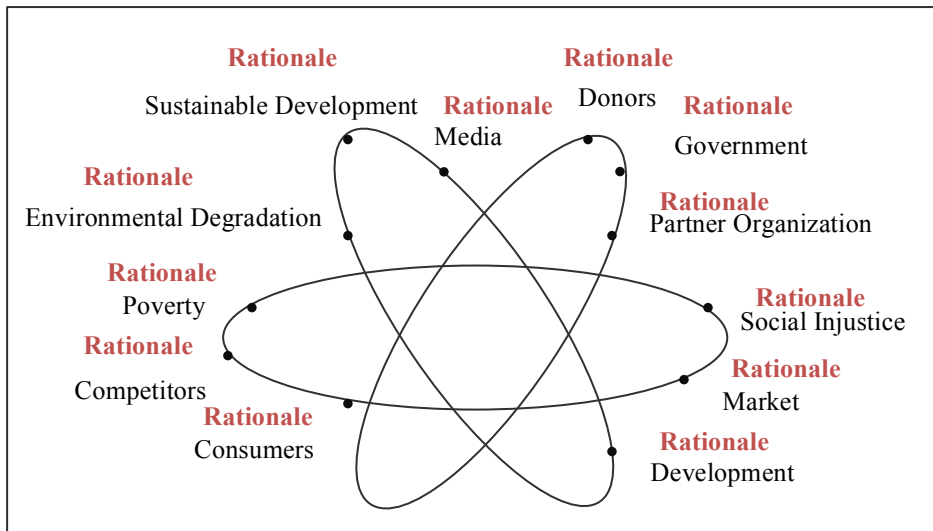 Rationale
Sustainable Development
Rationale
Media
Rationale
Donors
Rationale
Government
Rationale
Environmental Degradation
Rationale
Partner Organization
Rationale
Poverty
Rationale
Social Injustice
Rationale
Competitors
Rationale
Market
Rationale
Consumers
Rationale
Development